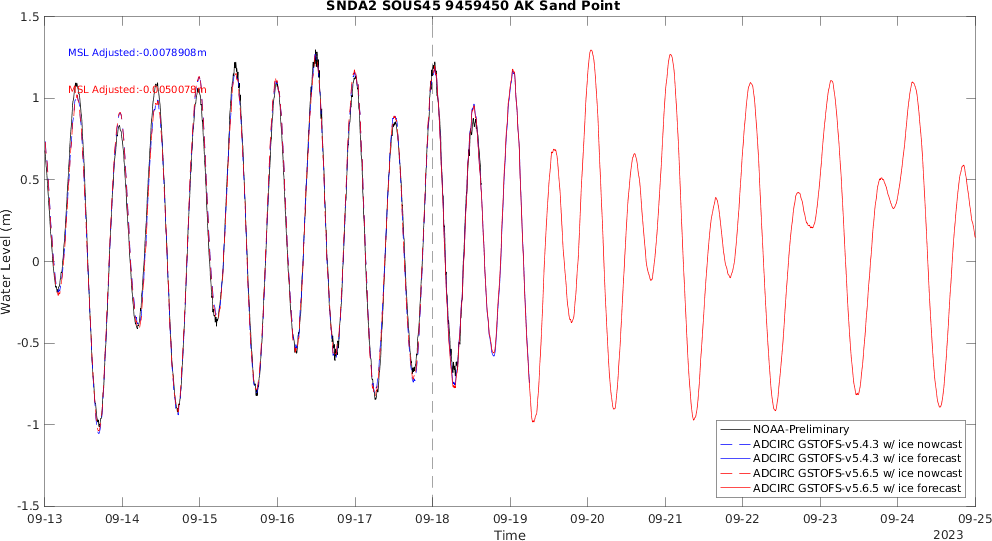 SNDA2 SOUS45 9459450 AK Sand Point
1.5
MSL Adjusted:-0.0078908m
MSL Adjusted:-0.0050078m
1
0.5
0
-0.5
-1
-1.5
Water Level (m)
NOAA-Preliminary
ADCIRC GSTOFS-v5.4.3 w/ ice nowcast
ADCIRC GSTOFS-v5.4.3 w/ ice forecast
ADCIRC GSTOFS-v5.6.5 w/ ice nowcast
ADCIRC GSTOFS-v5.6.5 w/ ice forecast
09-13 09-14 09-15 09-16 09-17 09-18 09-19 09-20 09-21 09-22 09-23 09-24 09-25
Time
2023